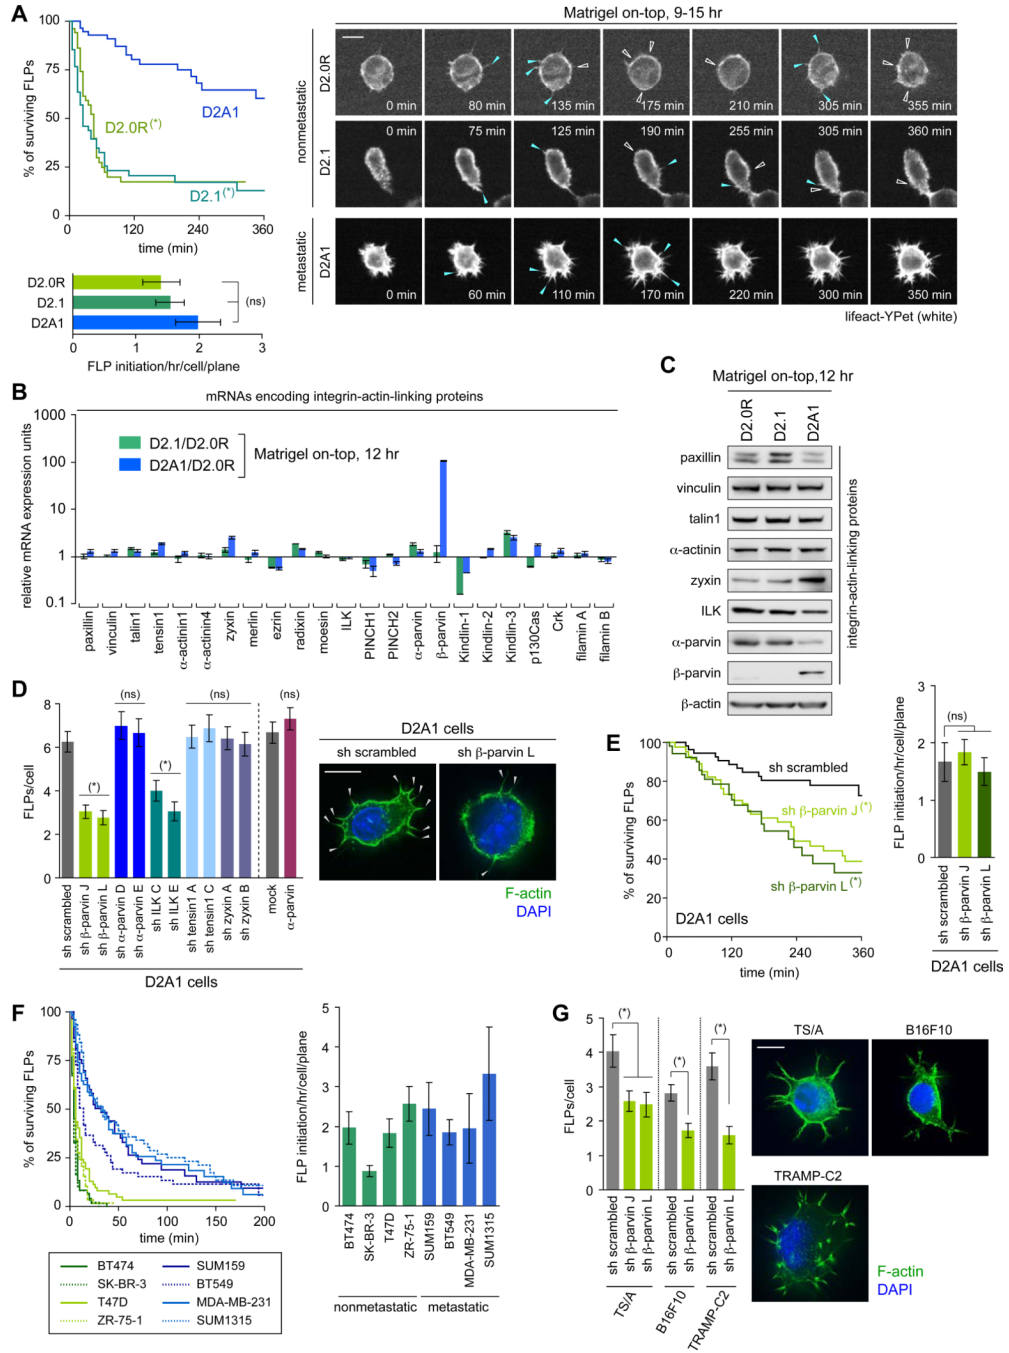 A
100
75
50
25
0
% of surviving FLPs
D2A1
D2.0R(*)
D2.1(*)
0 120 240 360
time (min)
D2.0R
D2.1
D2A1
(ns)
0 1 2 3
FLP initiation/hr/cell/plane
Matrigel on-top, 9-15 hr
nonmetastatic
metastatic
D2.0R
0 min 80 min 135 min 175 min 210 min 305 min 355 min
D2.1
0 min 75 min 125 min 190 min 255 min 305 min 360 min
D2A1
0 min 60 min 110 min 170 min 220 min 300 min 350 min
lifeact-YPet (white)
B
mRNAs encoding integrin-actin-linking proteins
relative mRNA expression units
1000
100
10
1
0.1
D2.1/D2.0R
D2A1/D2.0R
Matrigel on-top, 12 hr
paxillin
vinculin
talin1
tensin1
α-actinin1
α-actinin4
zyxin
merlin
ezrin
radixin
moesin
ILK
PINCH1
PINCH2
α-parvin
β-parvin
Kindlin-1
Kindlin-2
Kindlin-3
p130Cas
Crk
filamin A
filamin B
C
Matrigel on-top,12 hr
D2.0R
D2.1
D2A1
paxillin
vinculin
talin1
α-actinin
zyxin
ILK
α-parvin
β-parvin
β-actin
integrin-actin-linking proteins
D
8
6
4
2
0
FLPs/cell
(*)
(ns)
(*)
(ns)
(ns)
sh scrambled
sh β-parvin J
sh β-parvin L
sh α-parvin D
sh α-parvin E
sh ILK C
sh ILK E
sh tensin1 A
sh tensin1 C
sh zyxin A
sh zyxin B
mock
α-parvin
D2A1 cells
D2A1 cells
sh scrambled
sh β-parvin L
F-actin
DAPI
E
100
80
60
40
20
0
% of surviving FLPs
sh scrambled
sh β-parvin J(*)
sh β-parvin L(*)
D2A1 cells
0 120 240 360
time (min)
3
2
1
0
FLP initiation/hr/cell/plane
(ns)
sh scrambled
sh β-parvin J
sh β-parvin L
D2A1 cells
F
100
75
50
25
0
% of surviving FLPs
0 50 100 150 200
time (min)
BT474
SK-BR-3
T47D
ZR-75-1
SUM159
BT549
MDA-MB-231
SUM1315
5
4
3
2
1
0
FLP initiation/hr/cell/plane
BT474
SK-BR-3
T47D
ZR-75-1
SUM159
BT549
MDA-MB-231
SUM1315
nonmetastatic metastatic
G
5
4
3
2
1
0
FLPs/cell
(*)
(*)
(*)
sh scrambled
sh β-parvin J
sh β-parvin L
sh scrambled
sh β-parvin L
sh scrambled
sh β-parvin L
TS/A
B16F10
TRAMP-C2
TS/A
B16F10
TRAMP-C2
F-actin
DAPI